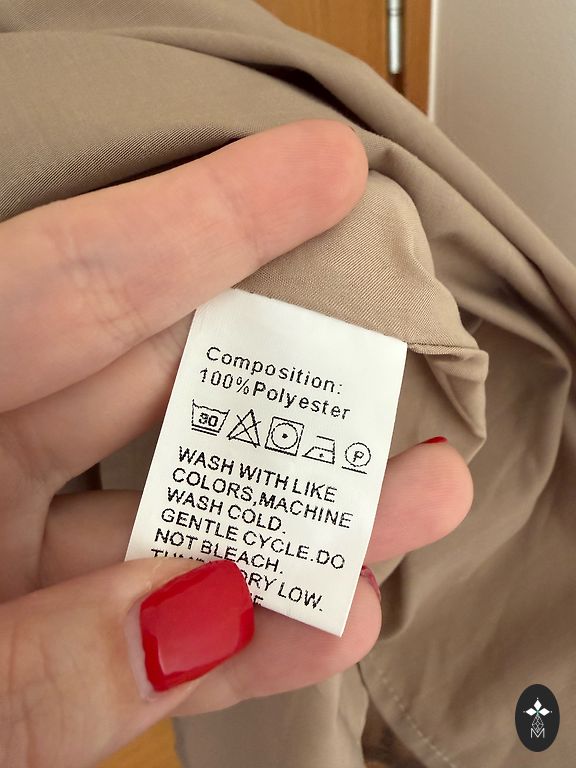 Composition:
100%Polyester
30 P
WASH WITH LIKE
COLORS,MACHINE
WASH COLD.
GENTLE CYCLE.DO
NOT BLEACH.
DRY LOW.
M